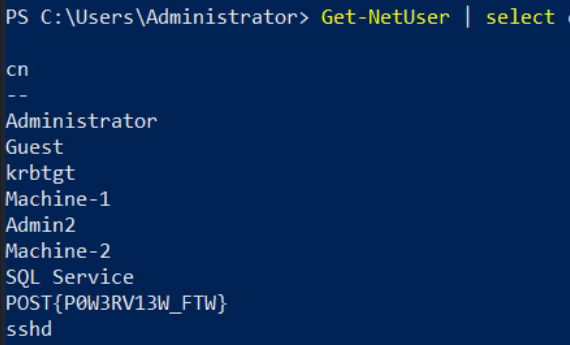 PS C:\Users\Administrator> Get-NetUser | select
cn
--
Administrator
Guest
krbtgt
Machine-1
Admin2
Machine-2
SQL Service
POST{P0W3RV13W_FTW}
sshd